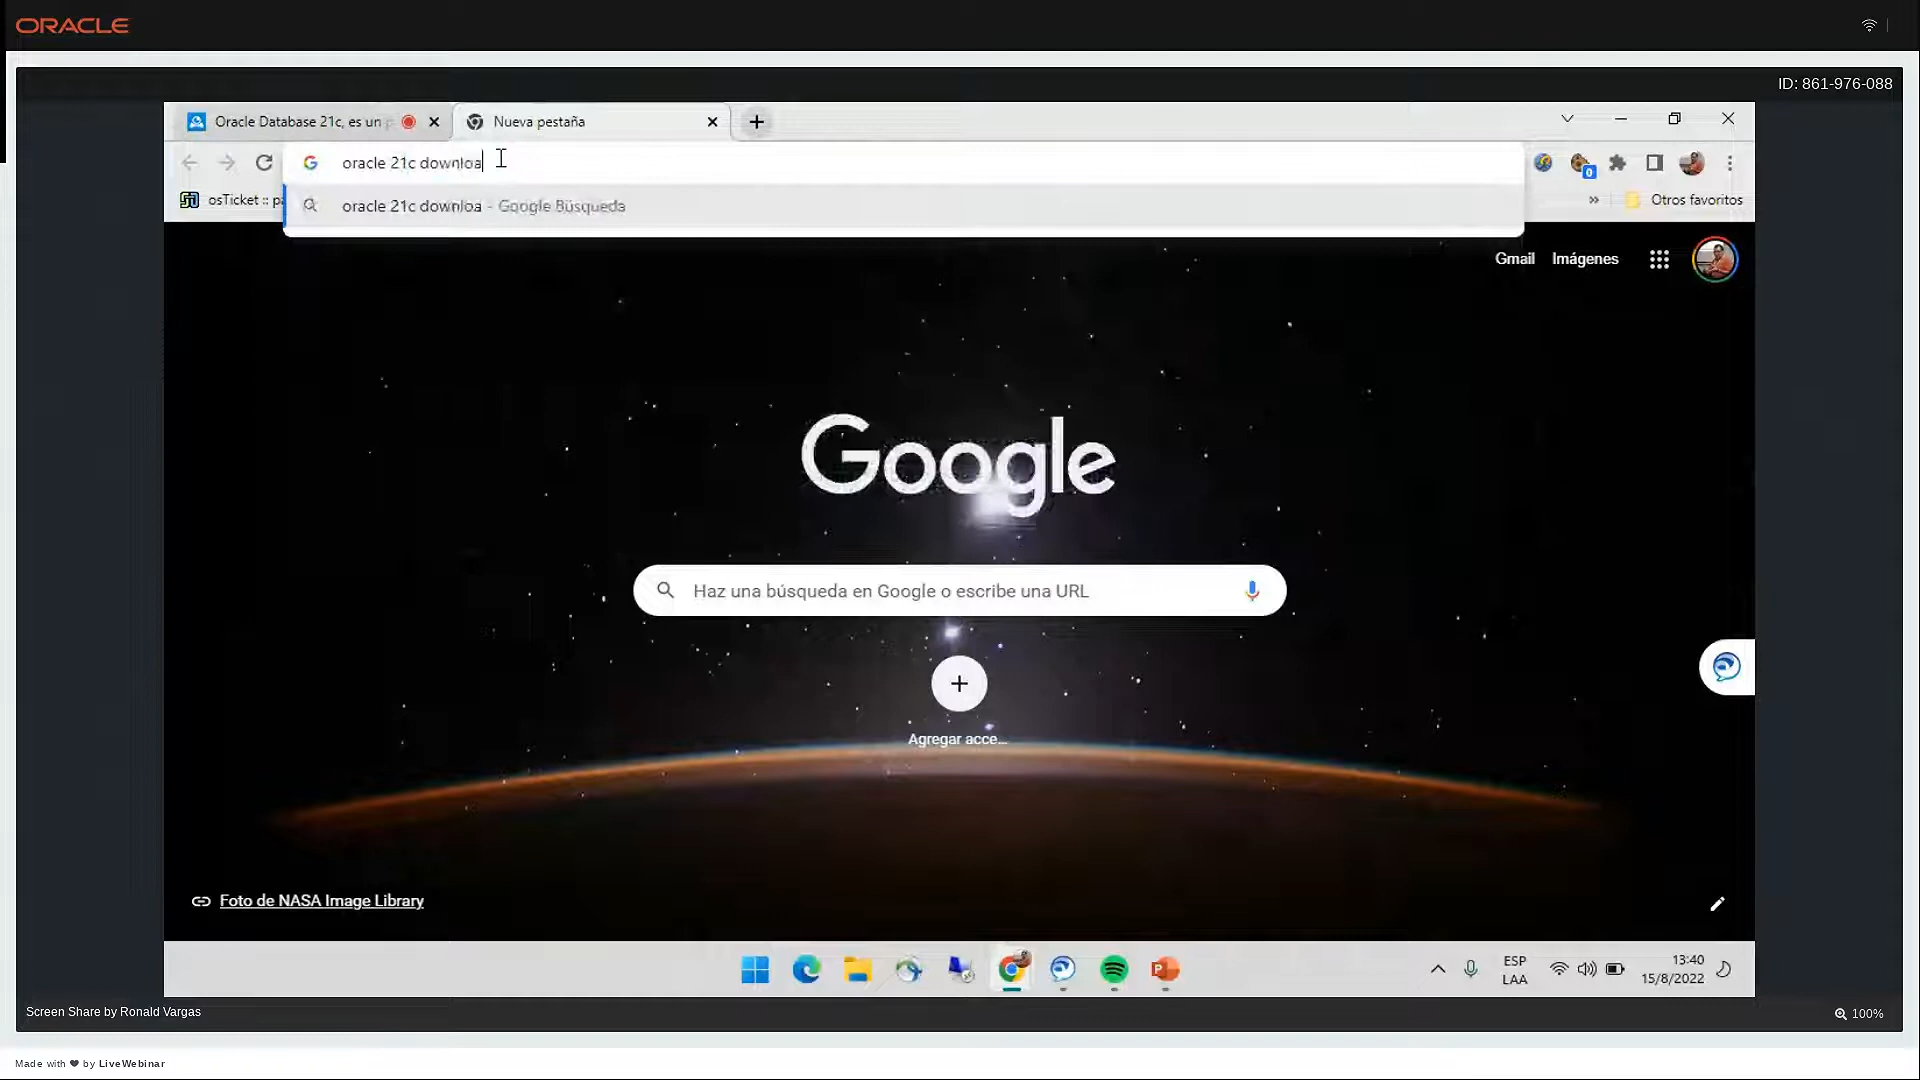 ORACLE
ID: 861-976-088
Oracle Database 21c, es un
Nueva pestaña
oracle 21c downloa
osTicket ::
oracle 21c downloa - Google Búsqueda
Otros favoritos
Gmail
Imágenes
0
Google
Haz una búsqueda en Google o escribe una URL
Agregar acce...
Foto de NASA Image Library
ESP
LAA
13:40
15/8/2022
Screen Share by Ronald Vargas
100%
Made with ❤ by LiveWebinar